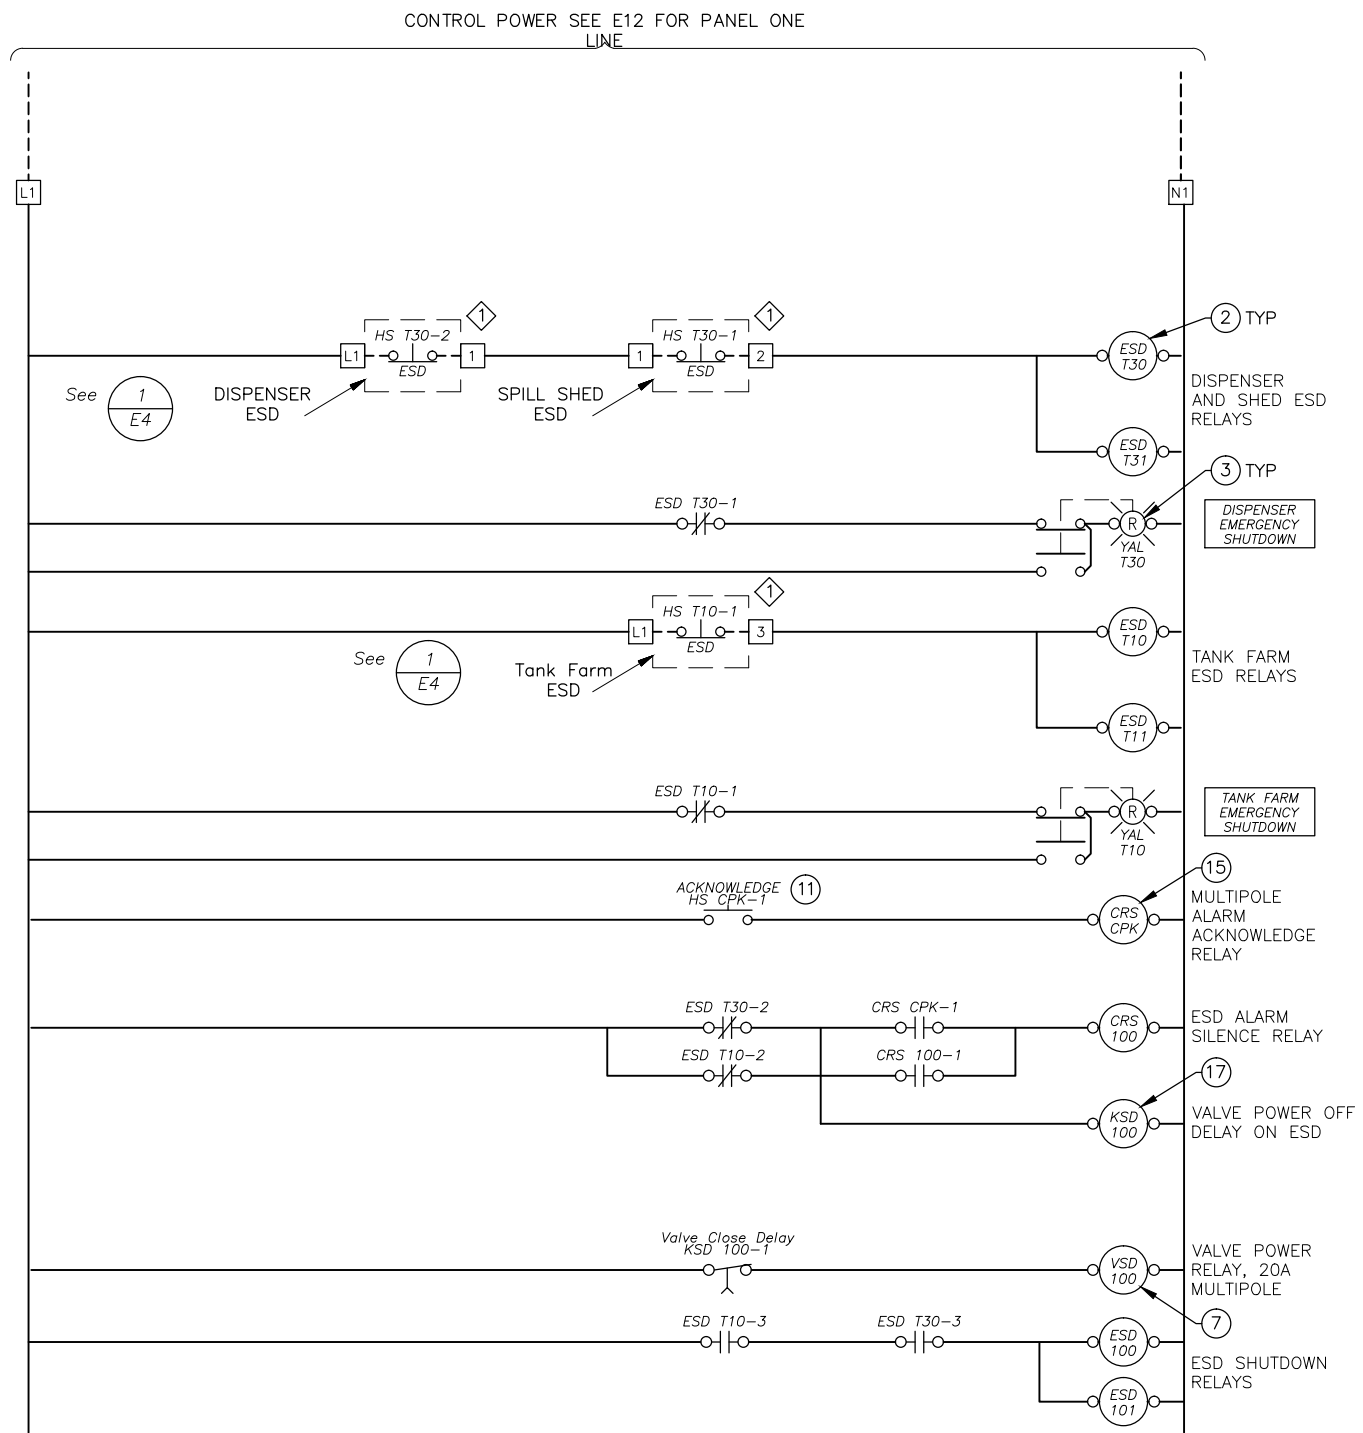 CONTROL POWER SEE E12 FOR PANEL ONE
LINE
L1
N1
HS T30-2
1
L1
1
ESD
DISPENSER
ESD
HS T30-1
1
1
2
ESD
SPILL SHED
ESD
See
1
E4
2 TYP
ESD
T30
DISPENSER
AND SHED ESD
RELAYS
ESD
T31
3 TYP
ESD T30-1
R
YAL
T30
DISPENSER
EMERGENCY
SHUTDOWN
HS T10-1
1
L1
3
ESD
Tank Farm
ESD
See
1
E4
ESD
T10
TANK FARM
ESD RELAYS
ESD
T11
ESD T10-1
R
YAL
T10
TANK FARM
EMERGENCY
SHUTDOWN
ACKNOWLEDGE
HS CPK-1
11
15
CRS
CPK
MULTIPOLE
ALARM
ACKNOWLEDGE
RELAY
ESD T30-2
CRS CPK-1
CRS
100
ESD ALARM
SILENCE RELAY
ESD T10-2
CRS 100-1
17
KSD
100
VALVE POWER OFF
DELAY ON ESD
Valve Close Delay
KSD 100-1
VSD
100
VALVE POWER
RELAY, 20A
MULTIPOLE
7
ESD T10-3
ESD T30-3
ESD
100
ESD SHUTDOWN
RELAYS
ESD
101